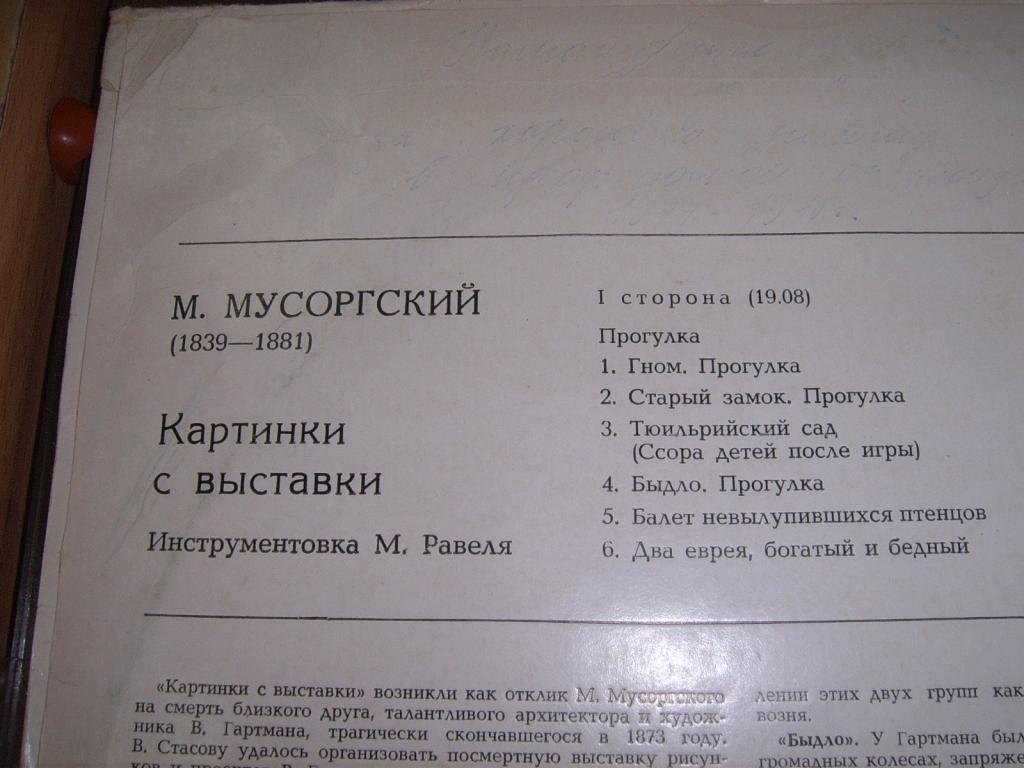 М. МУСОРГСКИЙ
(1839—1881)
Картинки
с выставки
Инструментовка М. Равеля
I сторона (19.08)
Прогулка
1. Гном. Прогулка
2. Старый замок. Прогулка
3. Тюильрийский сад
(Ссора детей после игры)
4. Быдло. Прогулка
5. Балет невылупившихся птенцов
6. Два еврея, богатый и бедный
«Картинки с выставки» возникли как отклик М. Мусоргского
на смерть близкого друга, талантливого архитектора и худож-
ника В. Гартмана, трагически скончавшегося в 1873 году.
В. Стасову удалось организовать посмертную выставку рисун-
лении этих двух групп как
возня.
«Быдло». У Гартмана был
громадных колесах, запряже